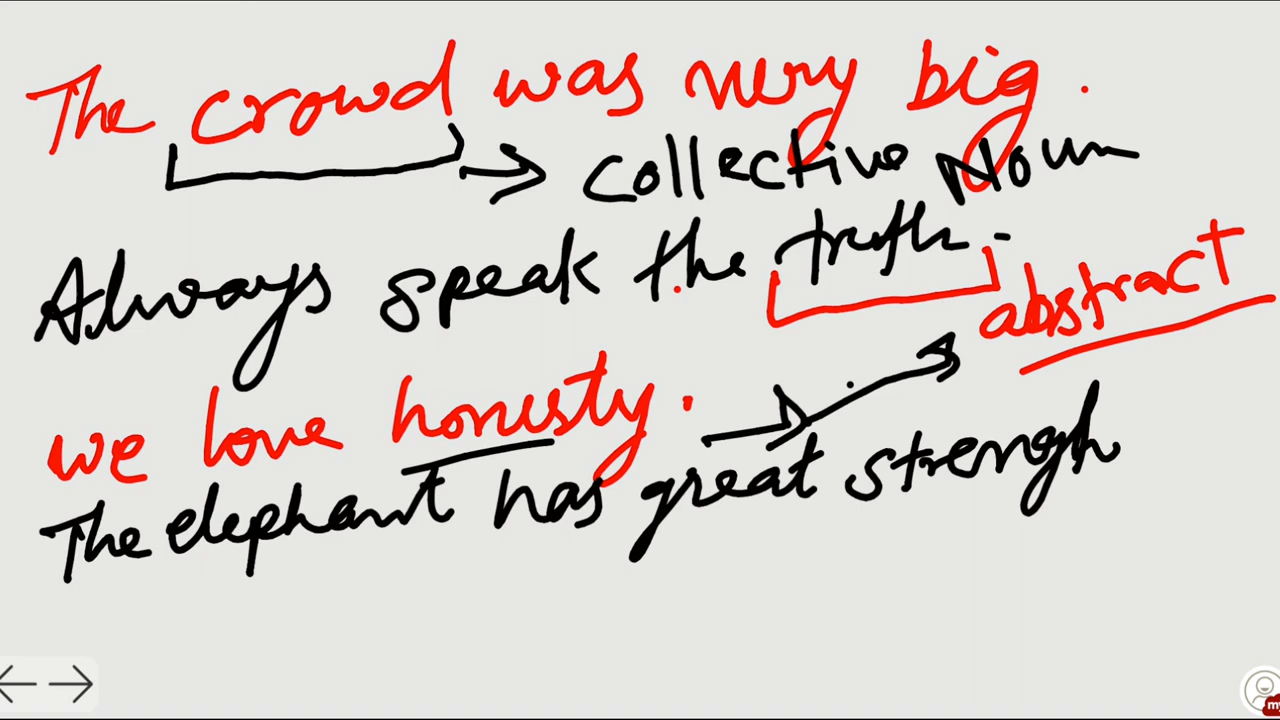 The crowd was very big.
collective Noun
Always speak the truth.
abstract
we love honesty.
The elephant has great strengh